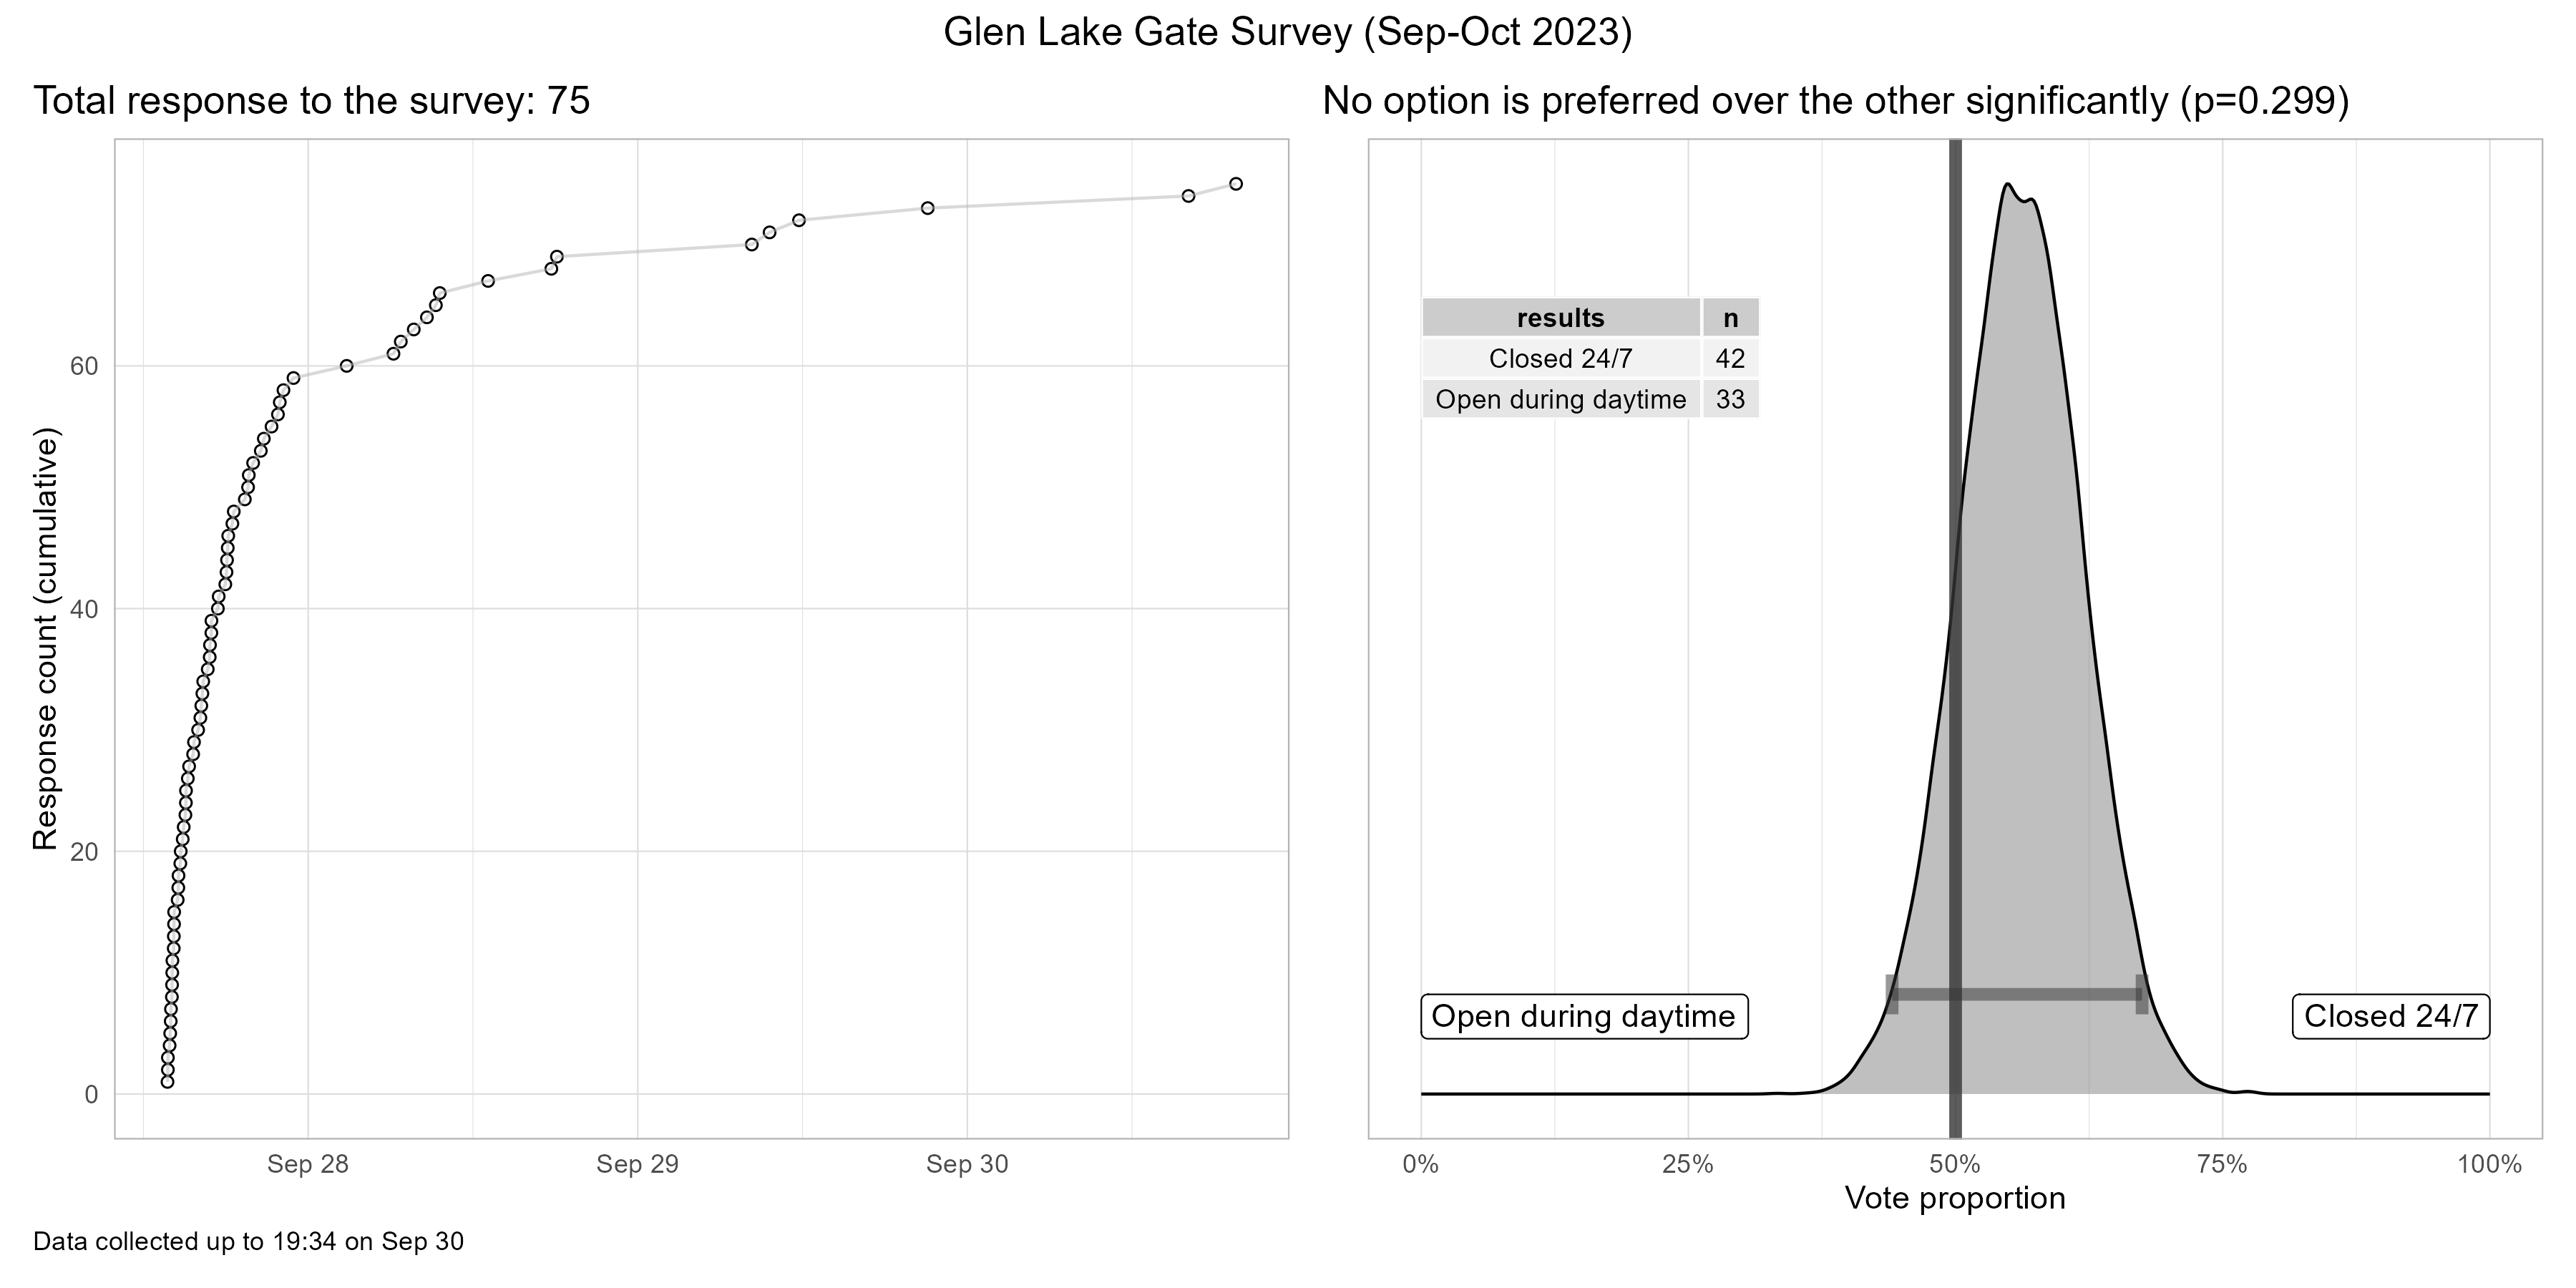 Glen Lake Gate Survey (Sep-Oct 2023)
Total response to the survey: 75
Response count (cumulative)
60
40
20
0
Sep 28 Sep 29 Sep 30
Data collected up to 19:34 on Sep 30
No option is preferred over the other significantly (p=0.299)
results n
Closed 24/7 42
Open during daytime 33
Open during daytime
Closed 24/7
0% 25% 50% 75% 100%
Vote proportion